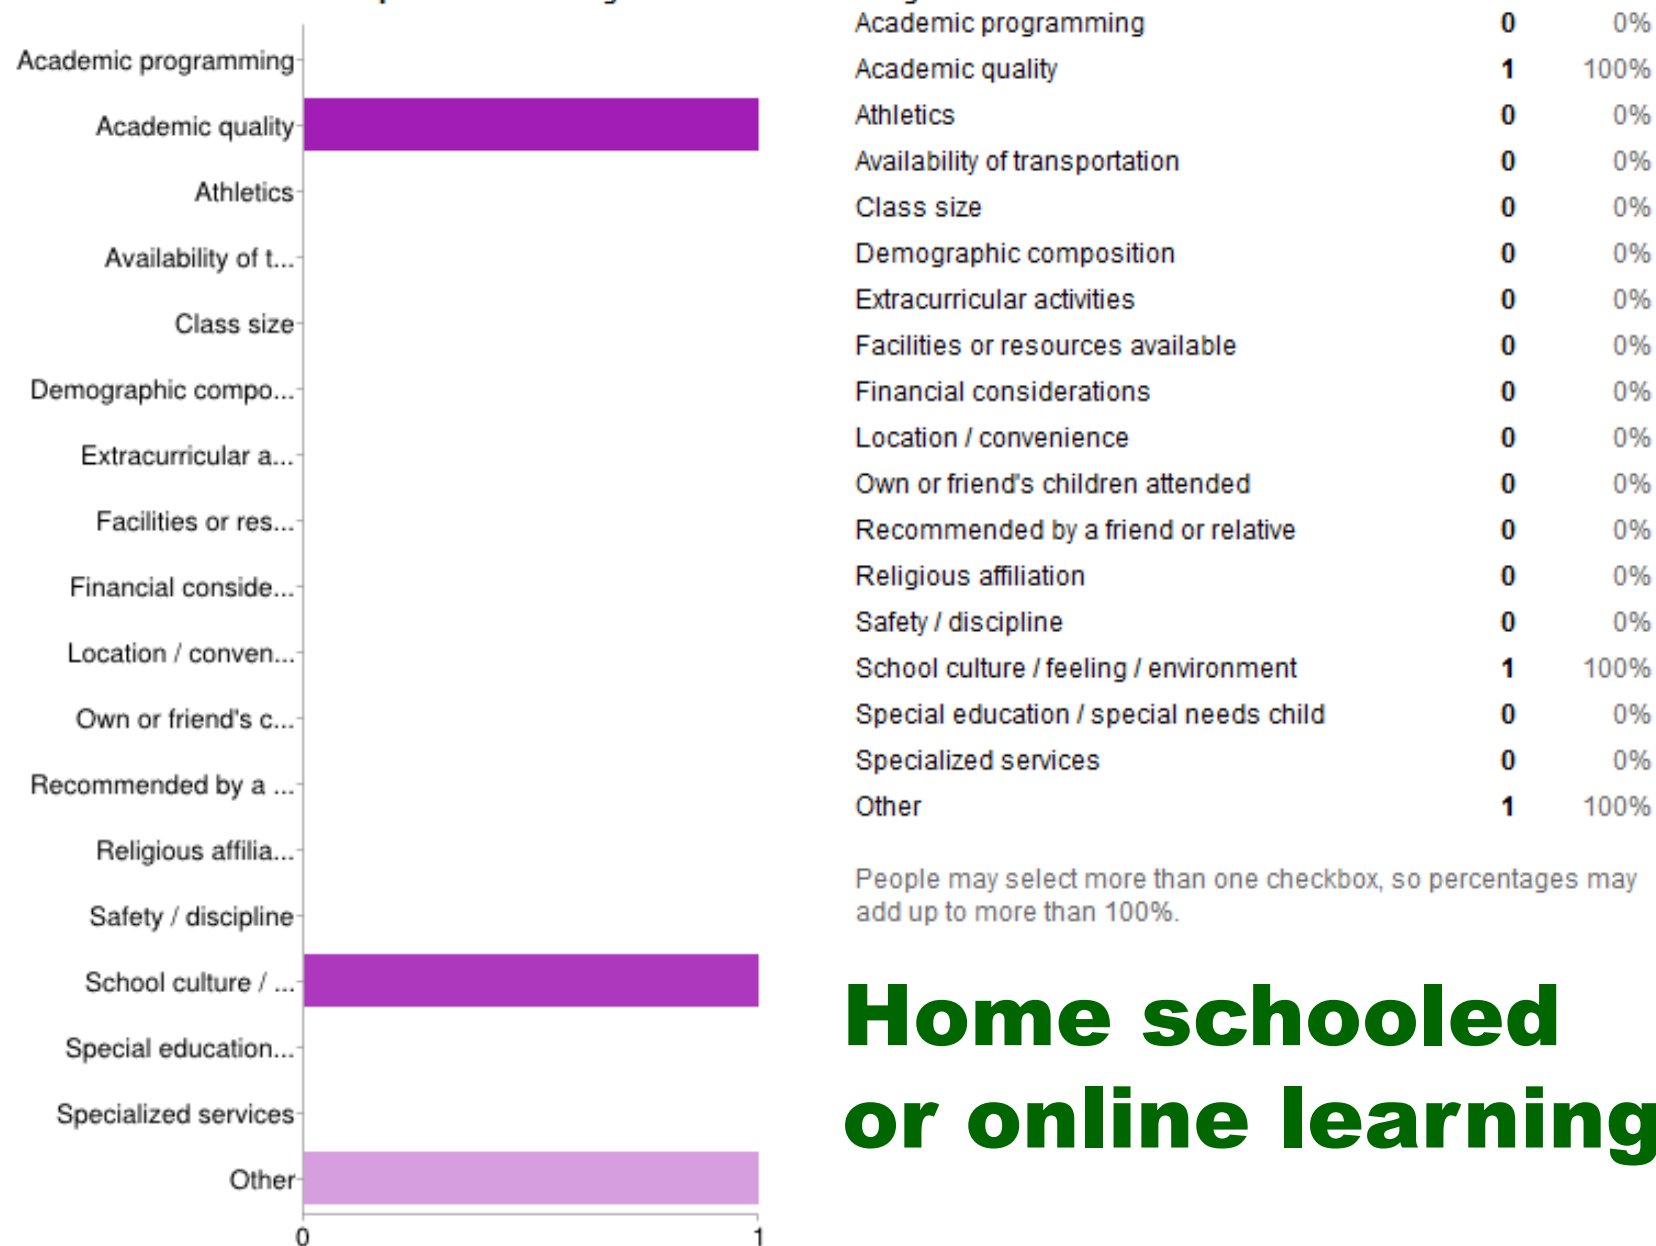 Academic programming
Academic quality
Athletics
Availability of t...
Class size
Demographic compo...
Extracurricular a...
Facilities or res...
Financial conside...
Location / conven...
Own or friend's c...
Recommended by a ...
Religious affilia...
Safety / discipline
School culture / ...
Special education...
Specialized services
Other
0 1
Academic programming 0 0%
Academic quality 1 100%
Athletics 0 0%
Availability of transportation 0 0%
Class size 0 0%
Demographic composition 0 0%
Extracurricular activities 0 0%
Facilities or resources available 0 0%
Financial considerations 0 0%
Location / convenience 0 0%
Own or friend's children attended 0 0%
Recommended by a friend or relative 0 0%
Religious affiliation 0 0%
Safety / discipline 0 0%
School culture / feeling / environment 1 100%
Special education / special needs child 0 0%
Specialized services 0 0%
Other 1 100%
People may select more than one checkbox, so percentages may
add up to more than 100%.
Home schooled
or online learning